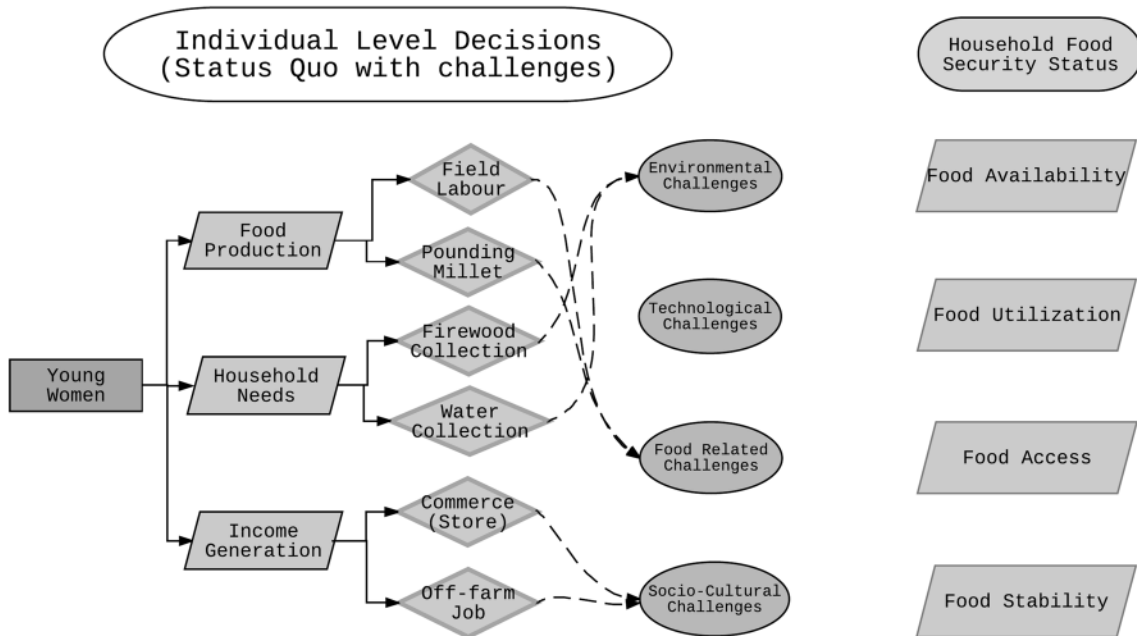 Individual Level Decisions
(Status Quo with challenges)
Household Food
Security Status
Young
Women
Food
Production
Household
Needs
Income
Generation
Field
Labour
Pounding
Millet
Firewood
Collection
Water
Collection
Commerce
(Store)
Off-farm
Job
Environmental
Challenges
Technological
Challenges
Food Related
Challenges
Socio-Cultural
Challenges
Food Availability
Food Utilization
Food Access
Food Stability